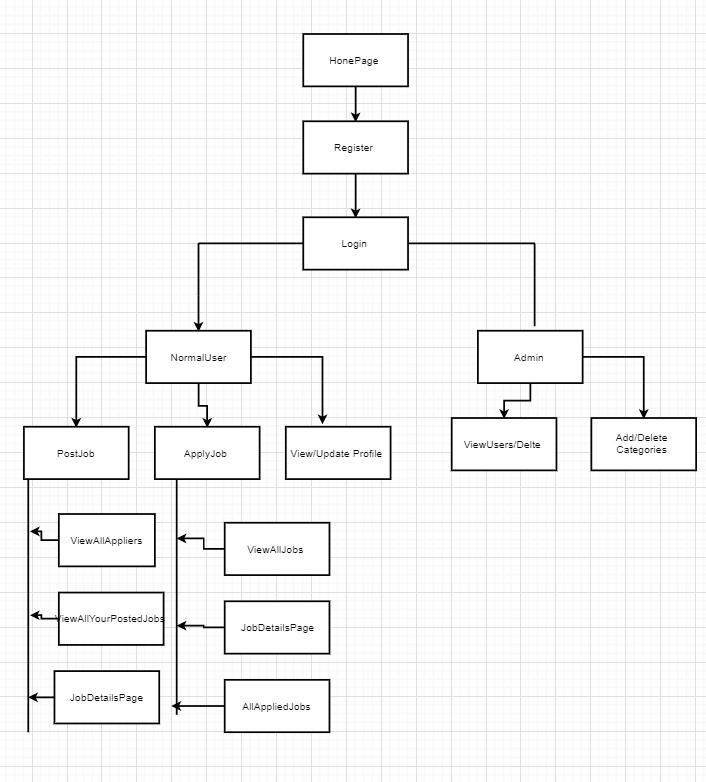 HonePage
Register
Login
NormalUser
Admin
PostJob
ApplyJob
View/Update Profile
ViewUsers/Delte
Add/Delete
Categories
ViewAllAppliers
ViewAllJobs
ViewAllYourPostedJobs
JobDetailsPage
JobDetailsPage
AllAppliedJobs